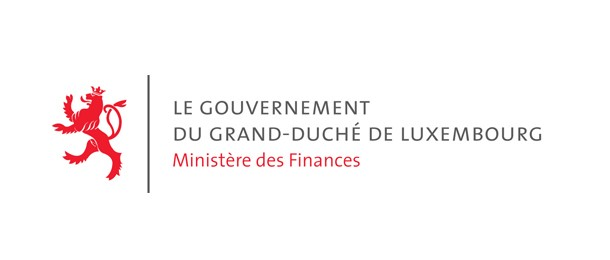 LE GOUVERNEMENT
DU GRAND-DUCHÉ DE LUXEMBOURG
Ministère des Finances